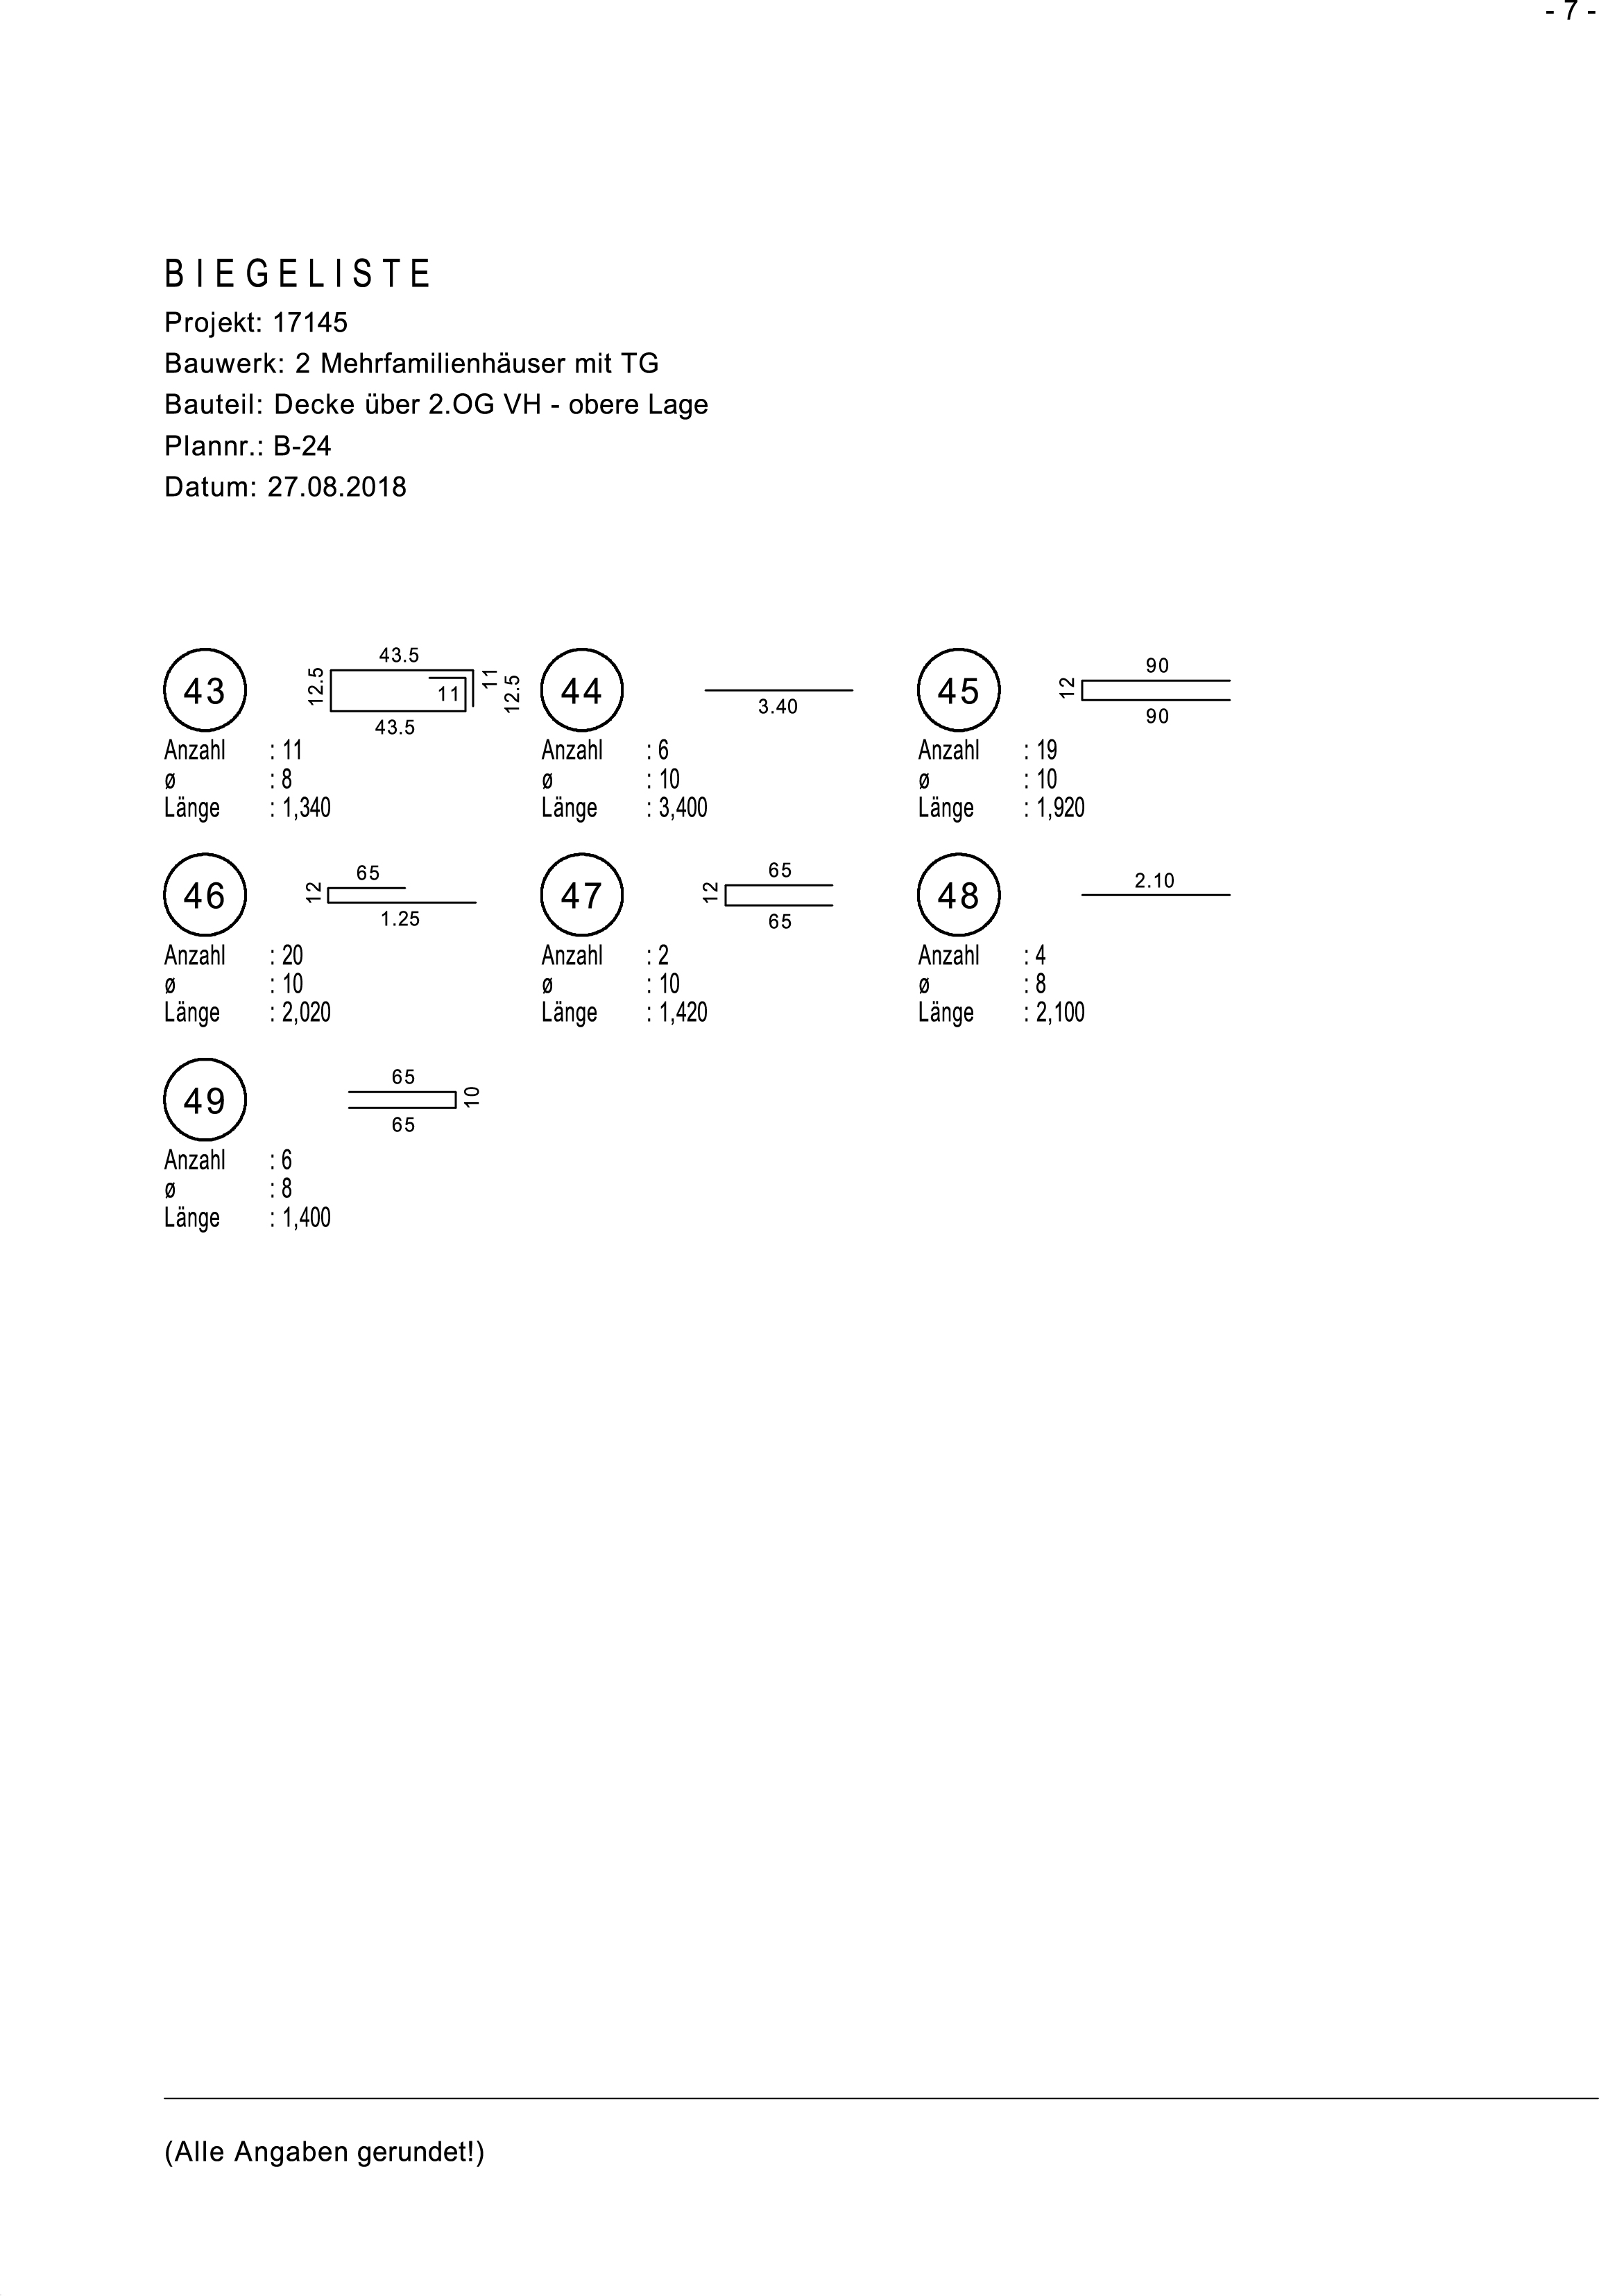 - 7 -
BIEGELISTE
Projekt: 17145
Bauwerk: 2 Mehrfamilienhäuser mit TG
Bauteil: Decke über 2.OG VH - obere Lage
Plannr.: B-24
Datum: 27.08.2018
43
43.5
12.5
11
11
12.5
43.5
Anzahl : 11
ø : 8
Länge : 1,340
44
3.40
Anzahl : 6
ø : 10
Länge : 3,400
45
90
12
90
Anzahl : 19
ø : 10
Länge : 1,920
46
65
12
1.25
Anzahl : 20
ø : 10
Länge : 2,020
47
65
12
65
Anzahl : 2
ø : 10
Länge : 1,420
48
2.10
Anzahl : 4
ø : 8
Länge : 2,100
49
65
10
65
Anzahl : 6
ø : 8
Länge : 1,400
(Alle Angaben gerundet!)